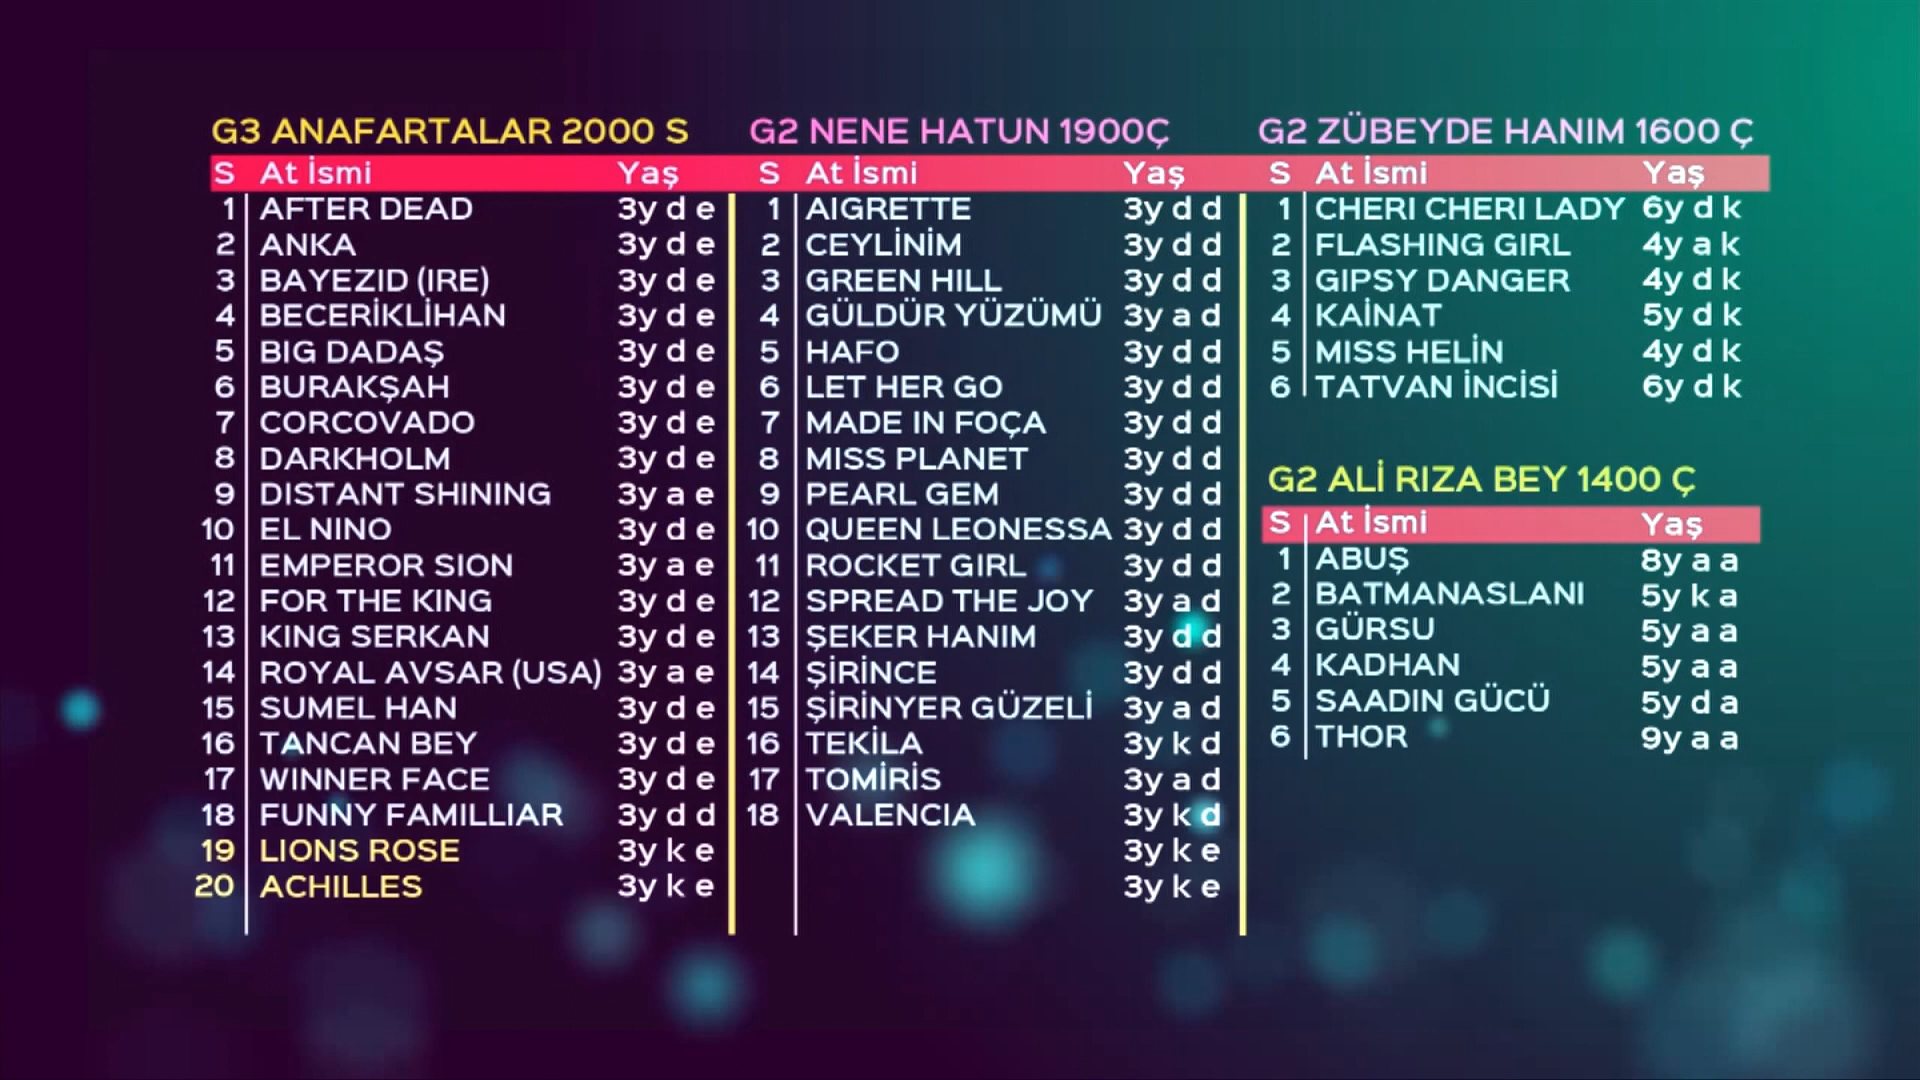 G3 ANAFARTALAR 2000 S
S At İsmi Yaş
1 AFTER DEAD 3y d e
2 ANKA 3y d e
3 BAYEZID (IRE) 3y d e
4 BECERİKLİHAN 3y d e
5 BIG DADAŞ 3y d e
6 BURAKŞAH 3y d e
7 CORCOVADO 3y d e
8 DARKHOLM 3y d e
9 DISTANT SHINING 3y a e
10 EL NINO 3y d e
11 EMPEROR SION 3y a e
12 FOR THE KING 3y d e
13 KING SERKAN 3y d e
14 ROYAL AVSAR (USA) 3y a e
15 SUMEL HAN 3y d e
16 TANCAN BEY 3y d e
17 WINNER FACE 3y d e
18 FUNNY FAMILLIAR 3y d d
19 LIONS ROSE 3y k e
20 ACHILLES 3y k e
G2 NENE HATUN 1900Ç
S At İsmi Yaş
1 AIGRETTE 3y d d
2 CEYLİNİM 3y d d
3 GREEN HILL 3y d d
4 GÜLDÜR YÜZÜMÜ 3y a d
5 HAFO 3y d d
6 LET HER GO 3y d d
7 MADE IN FOÇA 3y d d
8 MISS PLANET 3y d d
9 PEARL GEM 3y d d
10 QUEEN LEONESSA 3y d d
11 ROCKET GIRL 3y d d
12 SPREAD THE JOY 3y a d
13 ŞEKER HANIM 3y d d
14 ŞİRİNCE 3y d d
15 ŞİRİNYER GÜZELİ 3y a d
16 TEKİLA 3y k d
17 TOMİRİS 3y a d
18 VALENCIA 3y k d
3y k e
3y k e
G2 ZÜBEYDE HANIM 1600 Ç
S At İsmi Yaş
1 CHERI CHERI LADY 6y d k
2 FLASHING GIRL 4y a k
3 GIPSY DANGER 4y d k
4 KAİNAT 5y d k
5 MISS HELİN 4y d k
6 TATVAN İNCİSİ 6y d k
G2 ALİ RIZA BEY 1400 Ç
S At İsmi Yaş
1 ABUŞ 8y a a
2 BATMANASLANI 5y k a
3 GÜRSU 5y a a
4 KADHAN 5y a a
5 SAADIN GÜCÜ 5y d a
6 THOR 9y a a